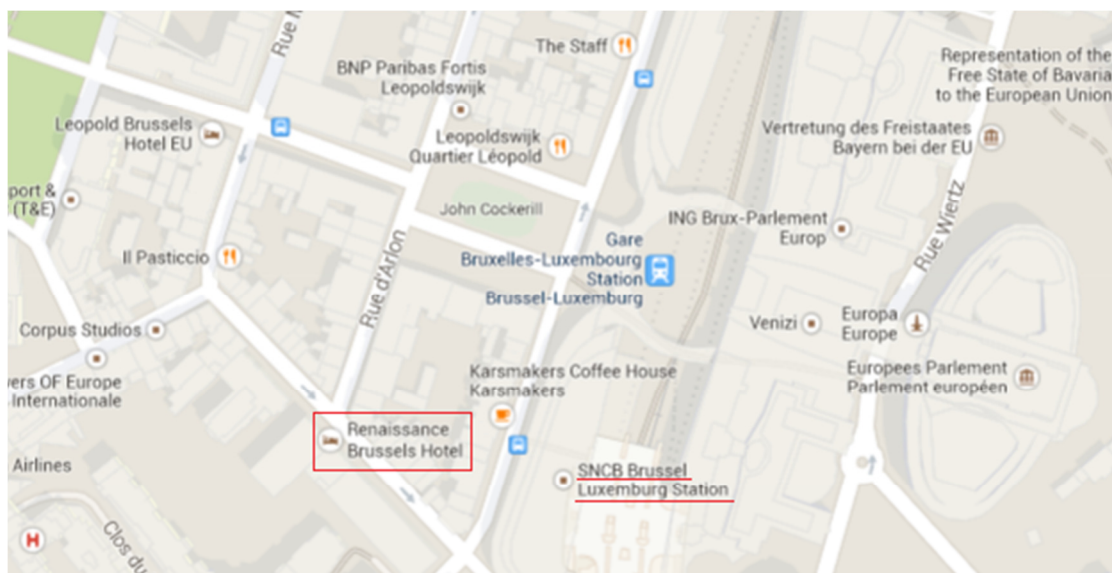 Rue
The Staff
BNP Paribas Fortis
Leopoldswijk
Leopold Brussels
Hotel EU
Leopoldswijk
Quartier Léopold
Representation of the
Free State of Bavaria
to the European Union
Vertretung des Freistaates
Bayern bei der EU
port &
(T&E)
John Cockerill
ING Brux-Parlement
Europ
Rue Wiertz
Il Pasticcio
Rue d'Arlon
Gare
Bruxelles-Luxembourg
Station
Brussel-Luxemburg
Corpus Studios
Venizi
Europa
Europe
vers OF Europe
Internationale
Karsmakers Coffee House
Karsmakers
Europees Parlement
Parlement européen
Renaissance
Brussels Hotel
Airlines
SNCB Brussel
Luxemburg Station
H
Clos du